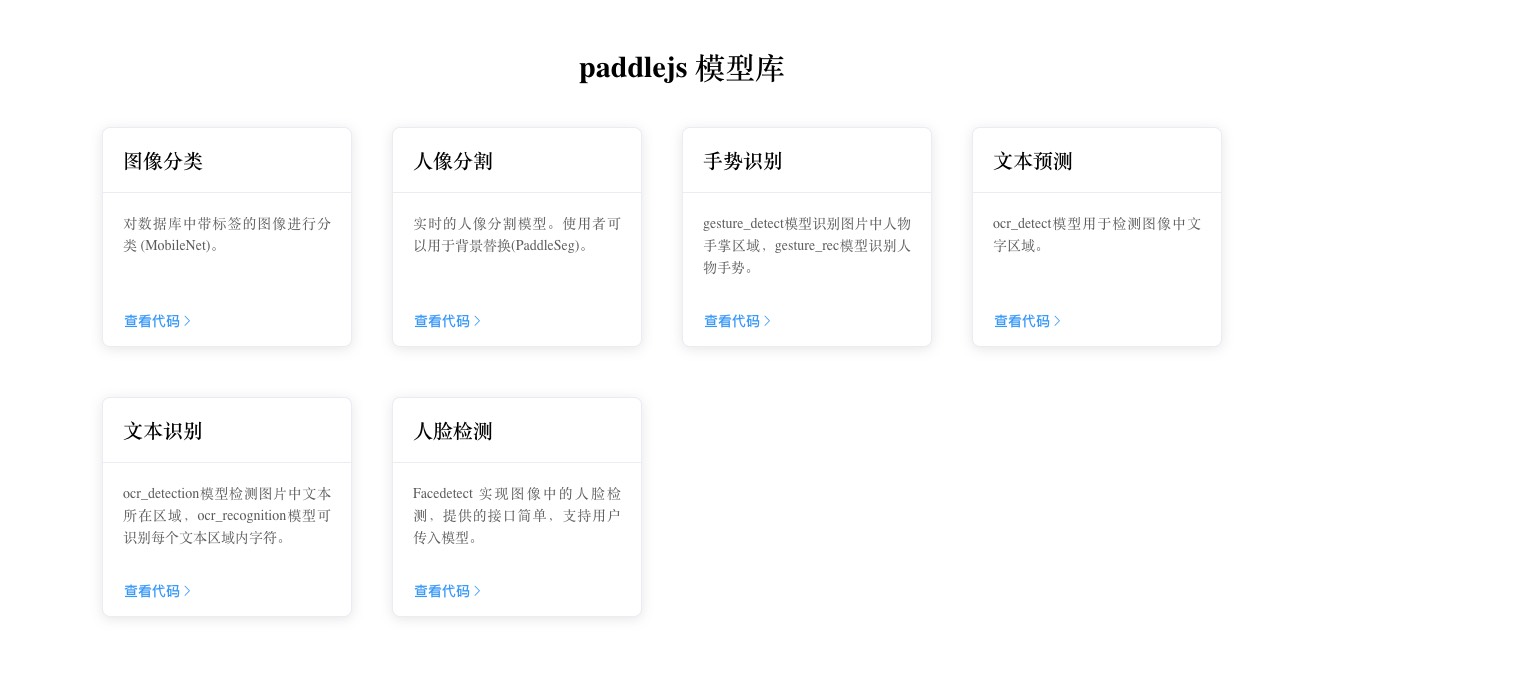 paddlejs 模型库
图像分类
对数据库中带标签的图像进行分
类 (MobileNet)。
查看代码
人像分割
实时的人像分割模型。使用者可
以用于背景替换(PaddleSeg)。
查看代码
手势识别
gesture_detect模型识别图片中人物
手掌区域，gesture_rec模型识别人
物手势。
查看代码
文本预测
ocr_detect模型用于检测图像中文
字区域。
查看代码
文本识别
ocr_detection模型检测图片中文本
所在区域，ocr_recognition模型可
识别每个文本区域内字符。
查看代码
人脸检测
Facedetect 实现图像中的人脸检
测，提供的接口简单，支持用户
传入模型。
查看代码